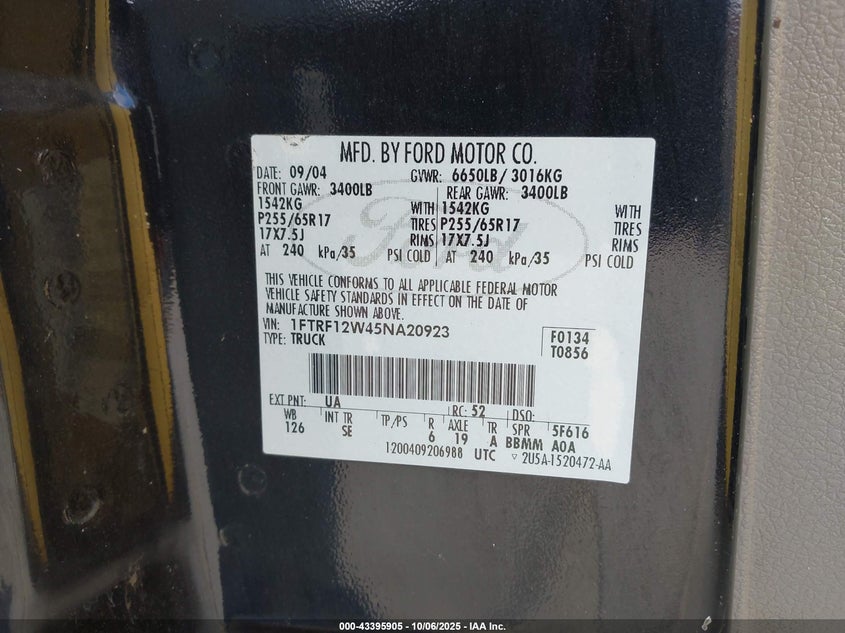 MFD. BY FORD MOTOR CO.
DATE: 09/04 GVWR: 6650LB/ 3016KG
FRONT GAWR: 3400LB REAR GAWR: 3400LB
1542KG WITH 1542KG WITH
P255/65R17 TIRES P255/65R17 TIRES
17X7.5J RIMS 17X7.5J RIMS
AT 240 kPa/35 PSI COLD AT 240 kPa/35 PSI COLD
Ford
THIS VEHICLE CONFORMS TO ALL APPLICABLE FEDERAL MOTOR
VEHICLE SAFETY STANDARDS IN EFFECT ON THE DATE OF
MANUFACTURE SHOWN ABOVE.
VIN: 1FTRF12W45NA20923 F0134
TYPE: TRUCK T0856
EXT PNT: UA RC: 52 DSO:
WB INT TR TP/PS R AXLE TR SPR 5F616
126 SE 6 19 A BBMM AOA
1200409206988 UTC ▽ 2U5A-1520472-AA
000-43395905 - 10/06/2025 - IAA Inc.